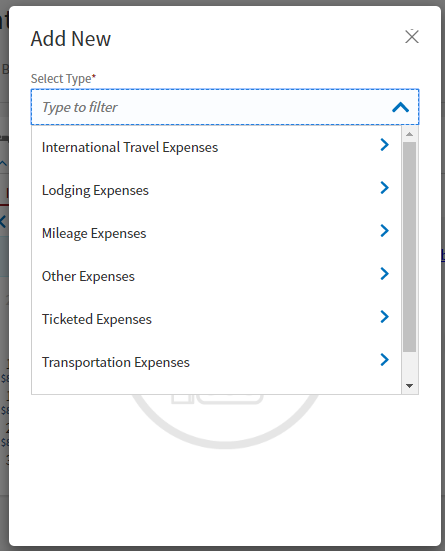 Add New
Select Type*
Type to filter
International Travel Expenses
Lodging Expenses
Mileage Expenses
Other Expenses
Ticketed Expenses
Transportation Expenses